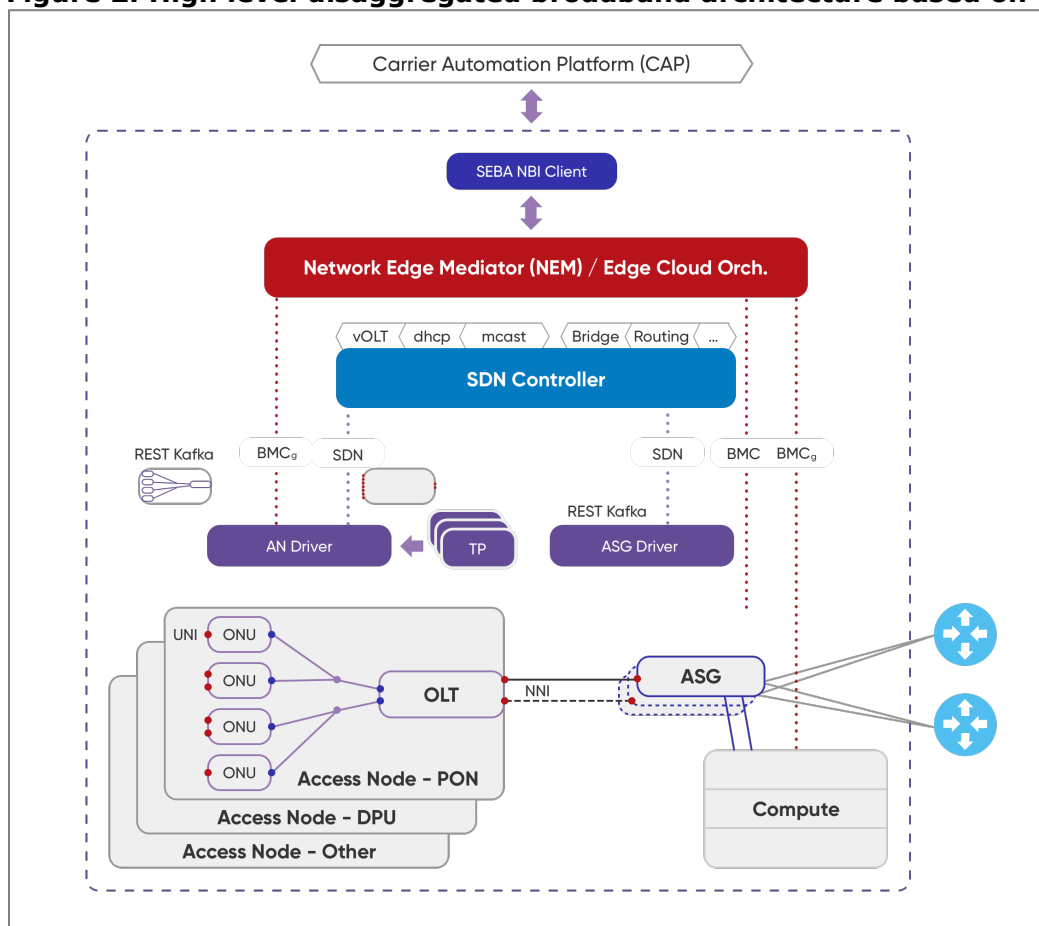 Figure 2. High level disaggregated broadband architecture based on
Carrier Automation Platform (CAP)
SEBA NBI Client
Network Edge Mediator (NEM) / Edge Cloud Orch.
vOLT dhcp mcast Bridge Routing ...
SDN Controller
REST Kafka BMCg SDN SDN BMC BMCg
REST Kafka
AN Driver TP ASG Driver
UNI ONU
ONU
ONU
ONU
OLT
NNI
ASG
Access Node - PON
Access Node - DPU
Access Node - Other
Compute